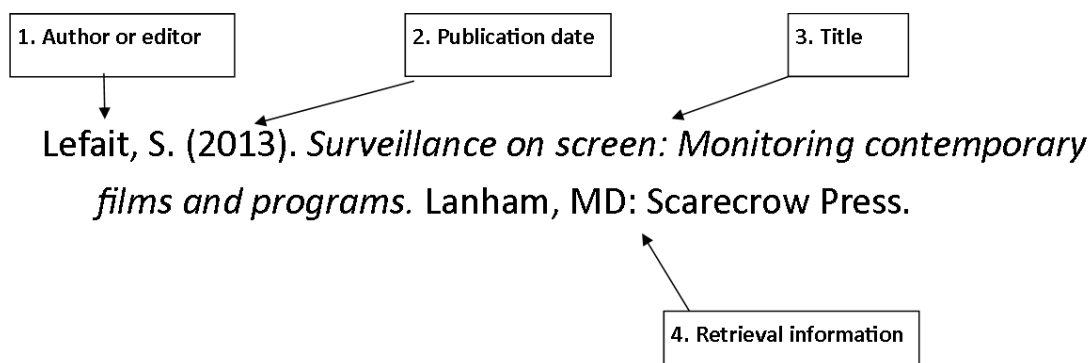 1. Author or editor
2. Publication date
3. Title
Lefait, S. (2013). Surveillance on screen: Monitoring contemporary
films and programs. Lanham, MD: Scarecrow Press.
4. Retrieval information